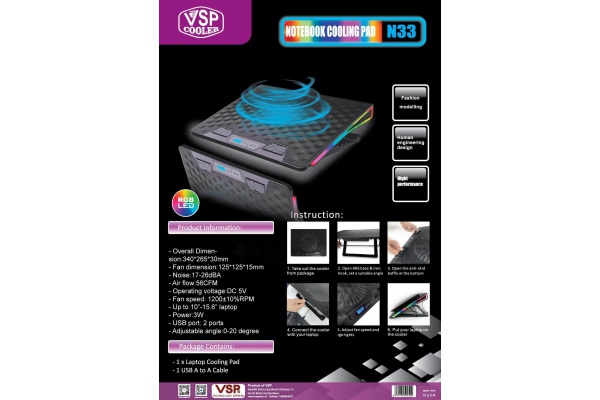 VSP
COOLER
NOTEBOOK COOLING PAD N33
Fashion
modelling
Human
engineering
design
Might
performance
RGB
LED
Product Information:
- Overall Dimen-
sion:340*265*30mm
- Fan dimension:125*125*15mm
- Noise:17-26dBA
- Air flow:56CFM
- Operating voltage:DC 5V
- Fan speed: 1200±10%RPM
- Up to 10"-15.6" laptop
- Power:3W
- USB port: 2 ports
- Adjustable angle:0-20 degree
Package Contains:
- 1 x Laptop Cooling Pad
- 1 USB A to A Cable
Instruction:
1. Take out the cooler
from package
2. Open ABS base & iron
hook, set a suitable angle
3. Open the anti-skid
baffle at the bottom
4. Connect the cooler
with your laptop
5. Adjust fan speed and
rgb lights
6. Put your laptop on
the cooler
VSP
Product of VSP